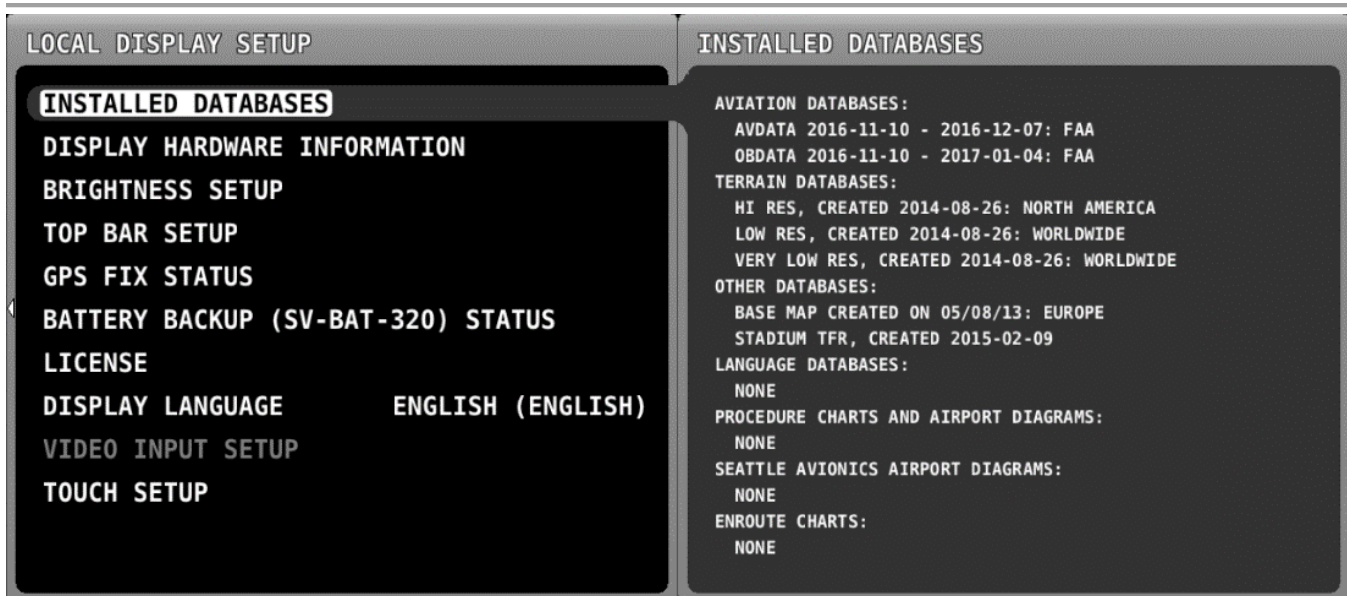 LOCAL DISPLAY SETUP
INSTALLED DATABASES
DISPLAY HARDWARE INFORMATION
BRIGHTNESS SETUP
TOP BAR SETUP
GPS FIX STATUS
BATTERY BACKUP (SV-BAT-320) STATUS
LICENSE
DISPLAY LANGUAGE ENGLISH (ENGLISH)
VIDEO INPUT SETUP
TOUCH SETUP
INSTALLED DATABASES
AVIATION DATABASES:
AVDATA 2016-11-10 - 2016-12-07: FAA
OBDATA 2016-11-10 - 2017-01-04: FAA
TERRAIN DATABASES:
HI RES, CREATED 2014-08-26: NORTH AMERICA
LOW RES, CREATED 2014-08-26: WORLDWIDE
VERY LOW RES, CREATED 2014-08-26: WORLDWIDE
OTHER DATABASES:
BASE MAP CREATED ON 05/08/13: EUROPE
STADIUM TFR, CREATED 2015-02-09
LANGUAGE DATABASES:
NONE
PROCEDURE CHARTS AND AIRPORT DIAGRAMS:
NONE
SEATTLE AVIONICS AIRPORT DIAGRAMS:
NONE
ENROUTE CHARTS:
NONE